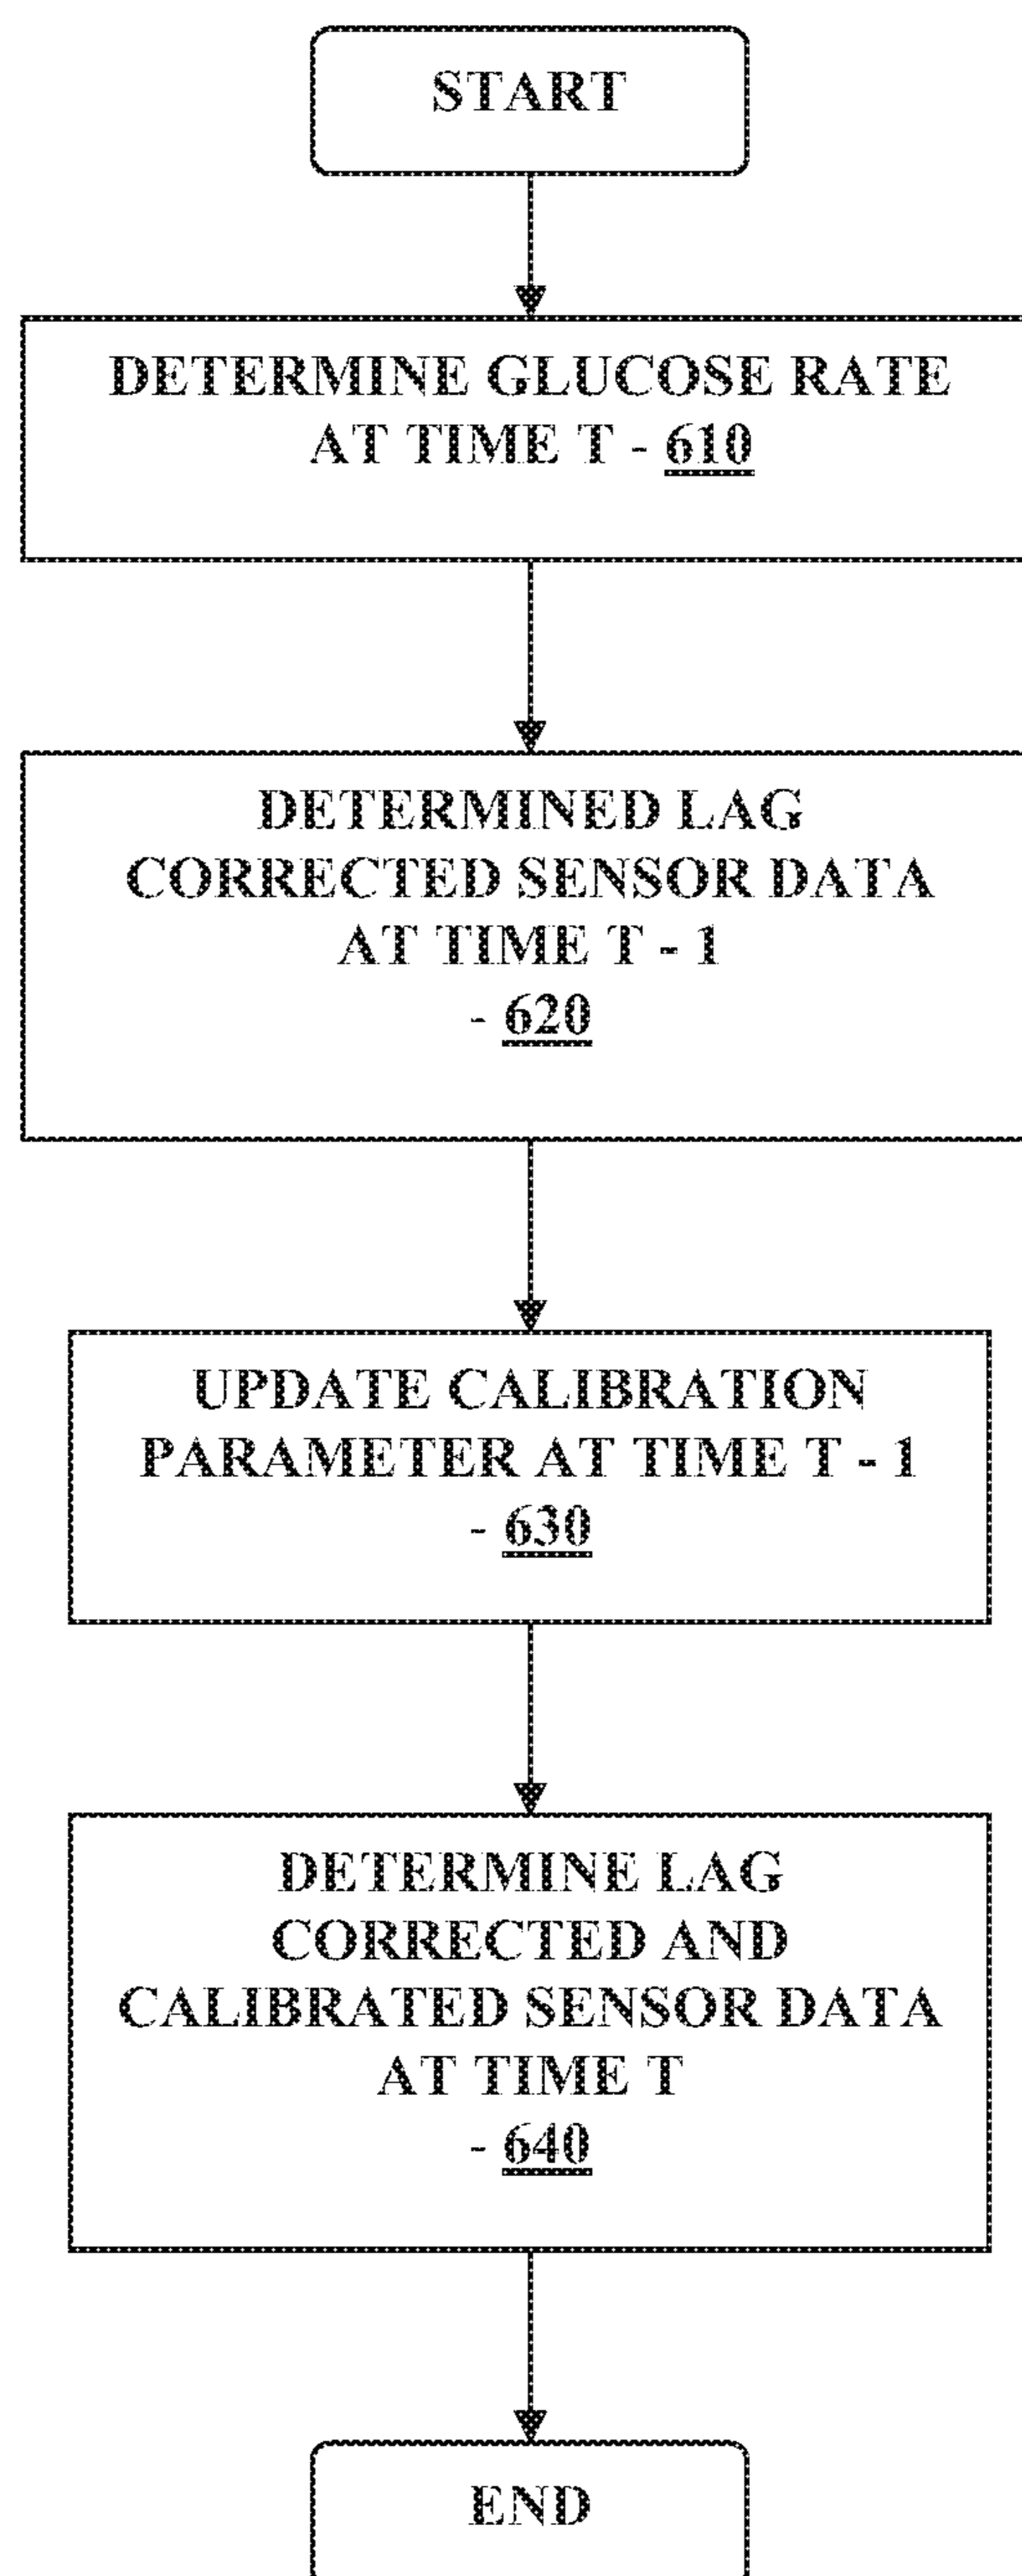 START
DETERMINE GLUCOSE RATE
AT TIME T - 610
DETERMINED LAG
CORRECTED SENSOR DATA
AT TIME T - 1
- 620
UPDATE CALIBRATION
PARAMETER AT TIME T - 1
- 630
DETERMINE LAG
CORRECTED AND
CALIBRATED SENSOR DATA
AT TIME T
- 640
END